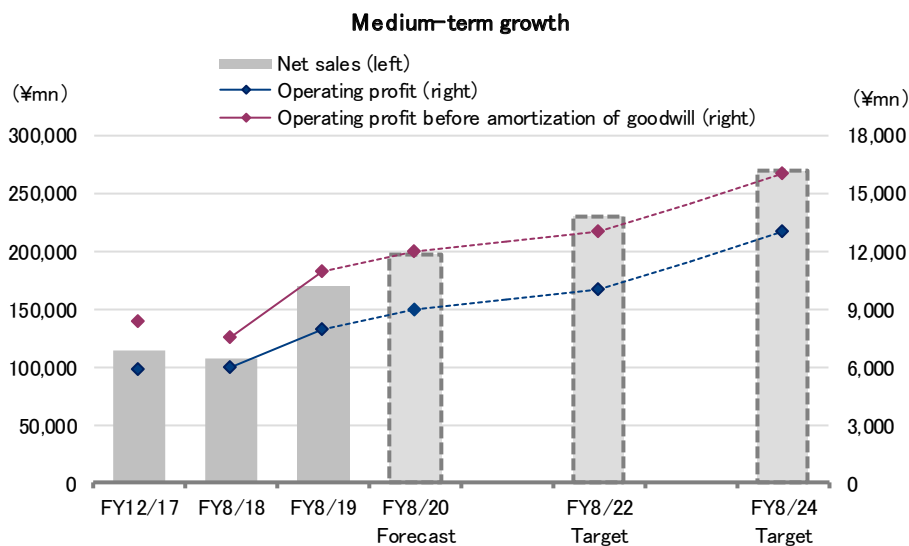 Medium-term growth
Net sales (left)
Operating profit (right)
Operating profit before amortization of goodwill (right)
(¥mn)
(¥mn)
300,000
18,000
250,000
15,000
200,000
12,000
150,000
9,000
100,000
6,000
50,000
3,000
0
0
FY12/17
FY8/18
FY8/19
FY8/20
FY8/22
FY8/24
Forecast
Target
Target